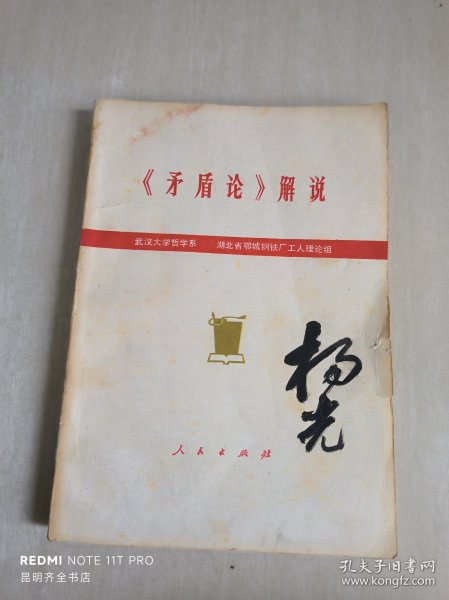 《矛盾论》解说
武汉大学哲学系 湖北省鄂城钢铁厂工人理论组
杨光
人民出版社
REDMI NOTE 11T PRO
昆明齐全书店
孔夫子旧书网
www.kongfz.com